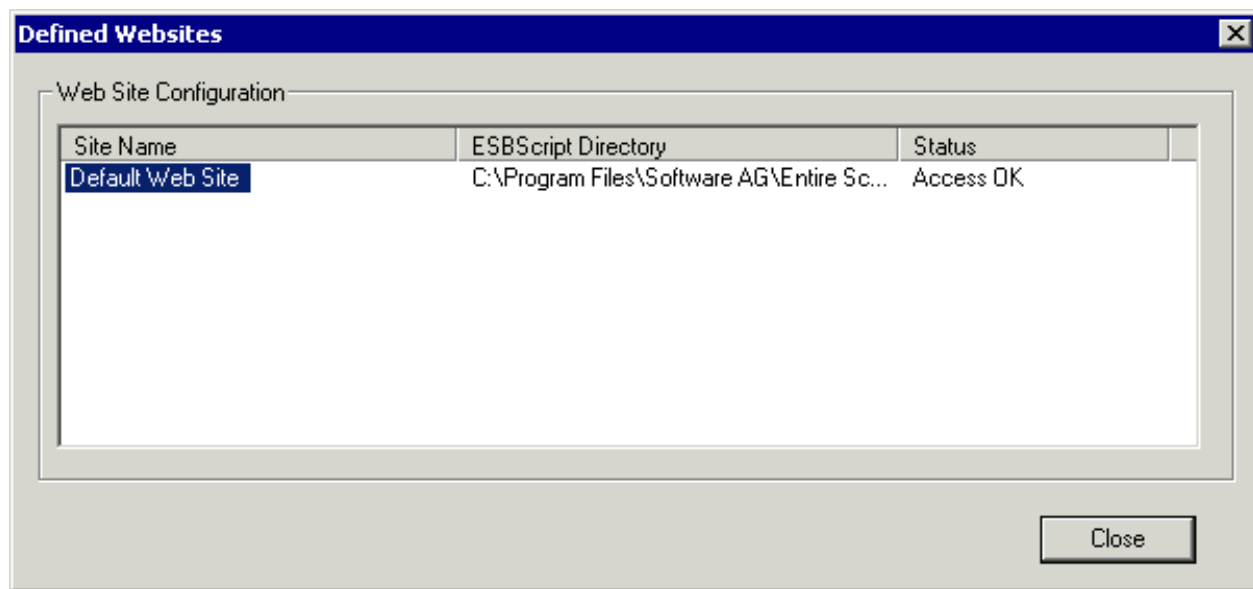 Defined Websites
Web Site Configuration
Site Name ESBScript Directory Status
Default Web Site C:\Program Files\Software AG\Entire Sc... Access OK
Close